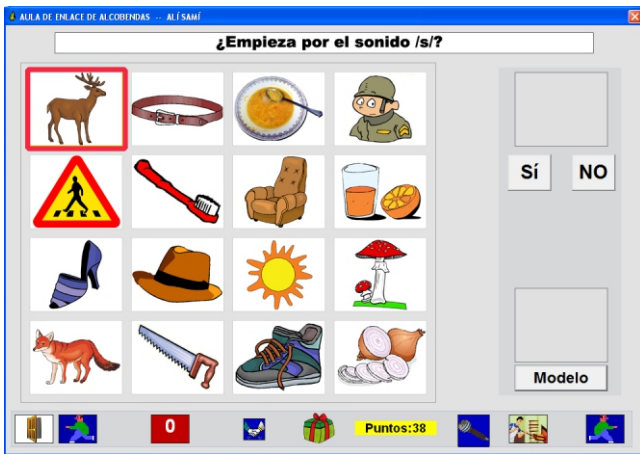 AULA DE ENLACE DE ALCOBENDAS -- ALÍ SAMÍ
¿Empieza por el sonido /s/?
Sí NO
Modelo
0 Puntos:38